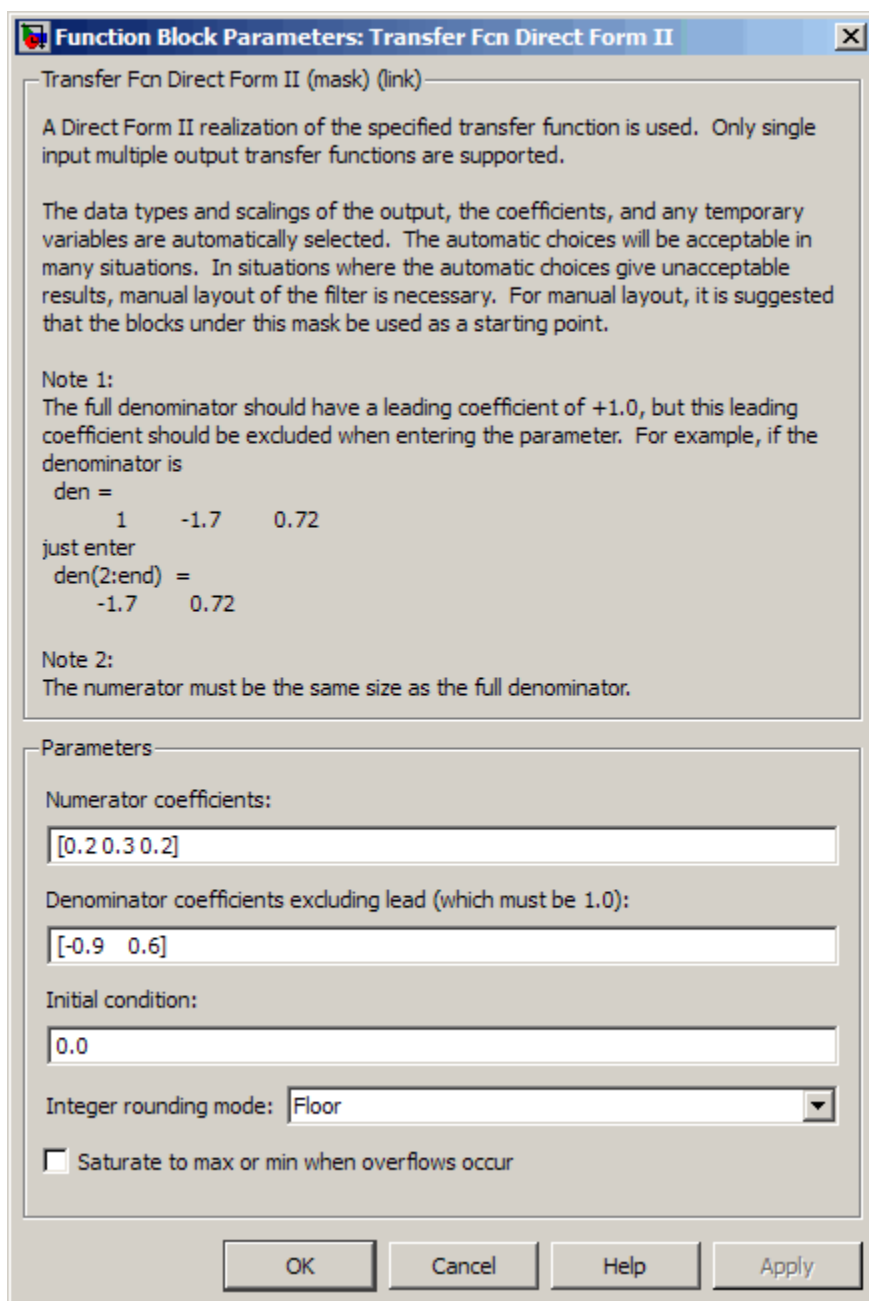 Function Block Parameters: Transfer Fcn Direct Form II
Transfer Fcn Direct Form II (mask) (link)
A Direct Form II realization of the specified transfer function is used.  Only single
input multiple output transfer functions are supported.
The data types and scalings of the output, the coefficients, and any temporary
variables are automatically selected.  The automatic choices will be acceptable in
many situations.  In situations where the automatic choices give unacceptable
results, manual layout of the filter is necessary.  For manual layout, it is suggested
that the blocks under this mask be used as a starting point.
Note 1:
The full denominator should have a leading coefficient of +1.0, but this leading
coefficient should be excluded when entering the parameter.  For example, if the
denominator is
den =
1 -1.7 0.72
just enter
den(2:end) =
-1.7 0.72
Note 2:
The numerator must be the same size as the full denominator.
Parameters
Numerator coefficients:
[0.2 0.3 0.2]
Denominator coefficients excluding lead (which must be 1.0):
[-0.9 0.6]
Initial condition:
0.0
Integer rounding mode: Floor
Saturate to max or min when overflows occur
OK Cancel Help Apply